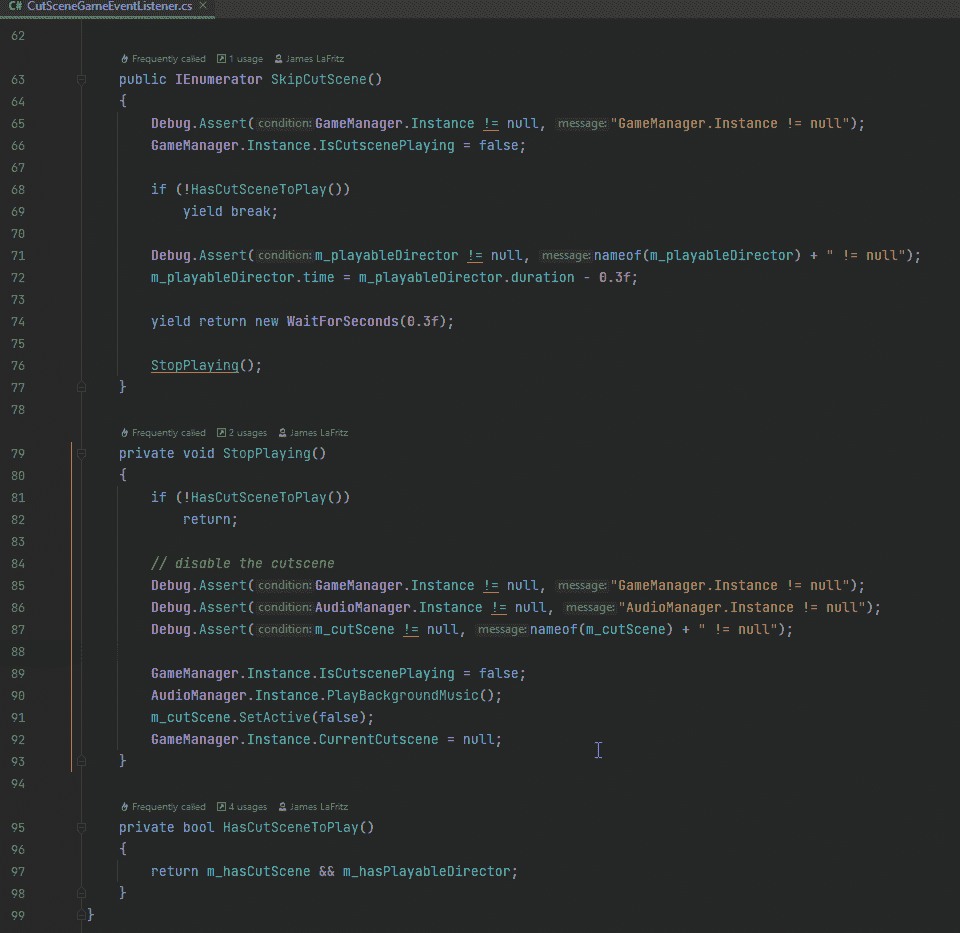 C# CutSceneGameEventListener.cs ×
62
Frequently called 1 usage James LaFritz
63 public IEnumerator SkipCutScene()
64 {
65 Debug.Assert( condition: GameManager.Instance != null, message: "GameManager.Instance != null");
66 GameManager.Instance.IsCutscenePlaying = false;
67
68 if (!HasCutSceneToPlay())
69 yield break;
70
71 Debug.Assert( condition: m_playableDirector != null, message: nameof(m_playableDirector) + " != null");
72 m_playableDirector.time = m_playableDirector.duration - 0.3f;
73
74 yield return new WaitForSeconds(0.3f);
75
76 StopPlaying();
77 }
78
Frequently called 2 usages James LaFritz
79 private void StopPlaying()
80 {
81 if (!HasCutSceneToPlay())
82 return;
83
84 // disable the cutscene
85 Debug.Assert( condition: GameManager.Instance != null, message: "GameManager.Instance != null");
86 Debug.Assert( condition: AudioManager.Instance != null, message: "AudioManager.Instance != null");
87 Debug.Assert( condition: m_cutScene != null, message: nameof(m_cutScene) + " != null");
88
89 GameManager.Instance.IsCutscenePlaying = false;
90 AudioManager.Instance.PlayBackgroundMusic();
91 m_cutScene.SetActive(false);
92 GameManager.Instance.CurrentCutscene = null;
93 }
94
Frequently called 4 usages James LaFritz
95 private bool HasCutSceneToPlay()
96 {
97 return m_hasCutScene && m_hasPlayableDirector;
98 }
99 }